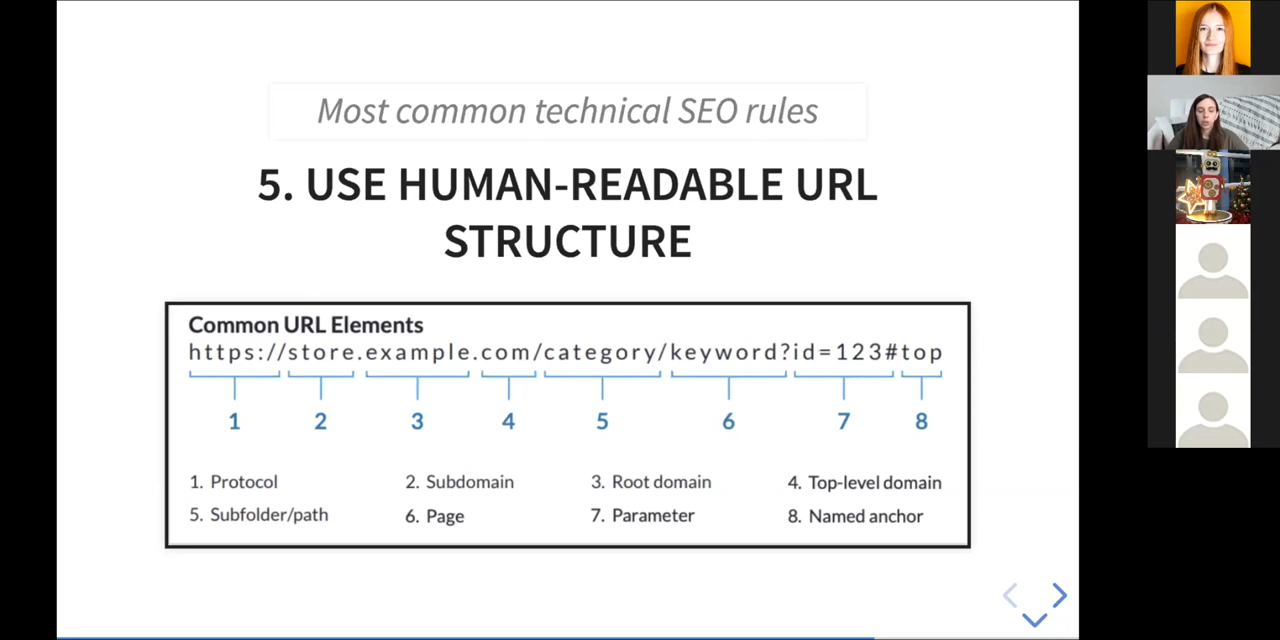 Most common technical SEO rules
5. USE HUMAN-READABLE URL
STRUCTURE
Common URL Elements
https://store.example.com/category/keyword?id=123#top
1 2 3 4 5 6 7 8
1. Protocol 2. Subdomain 3. Root domain 4. Top-level domain
5. Subfolder/path 6. Page 7. Parameter 8. Named anchor